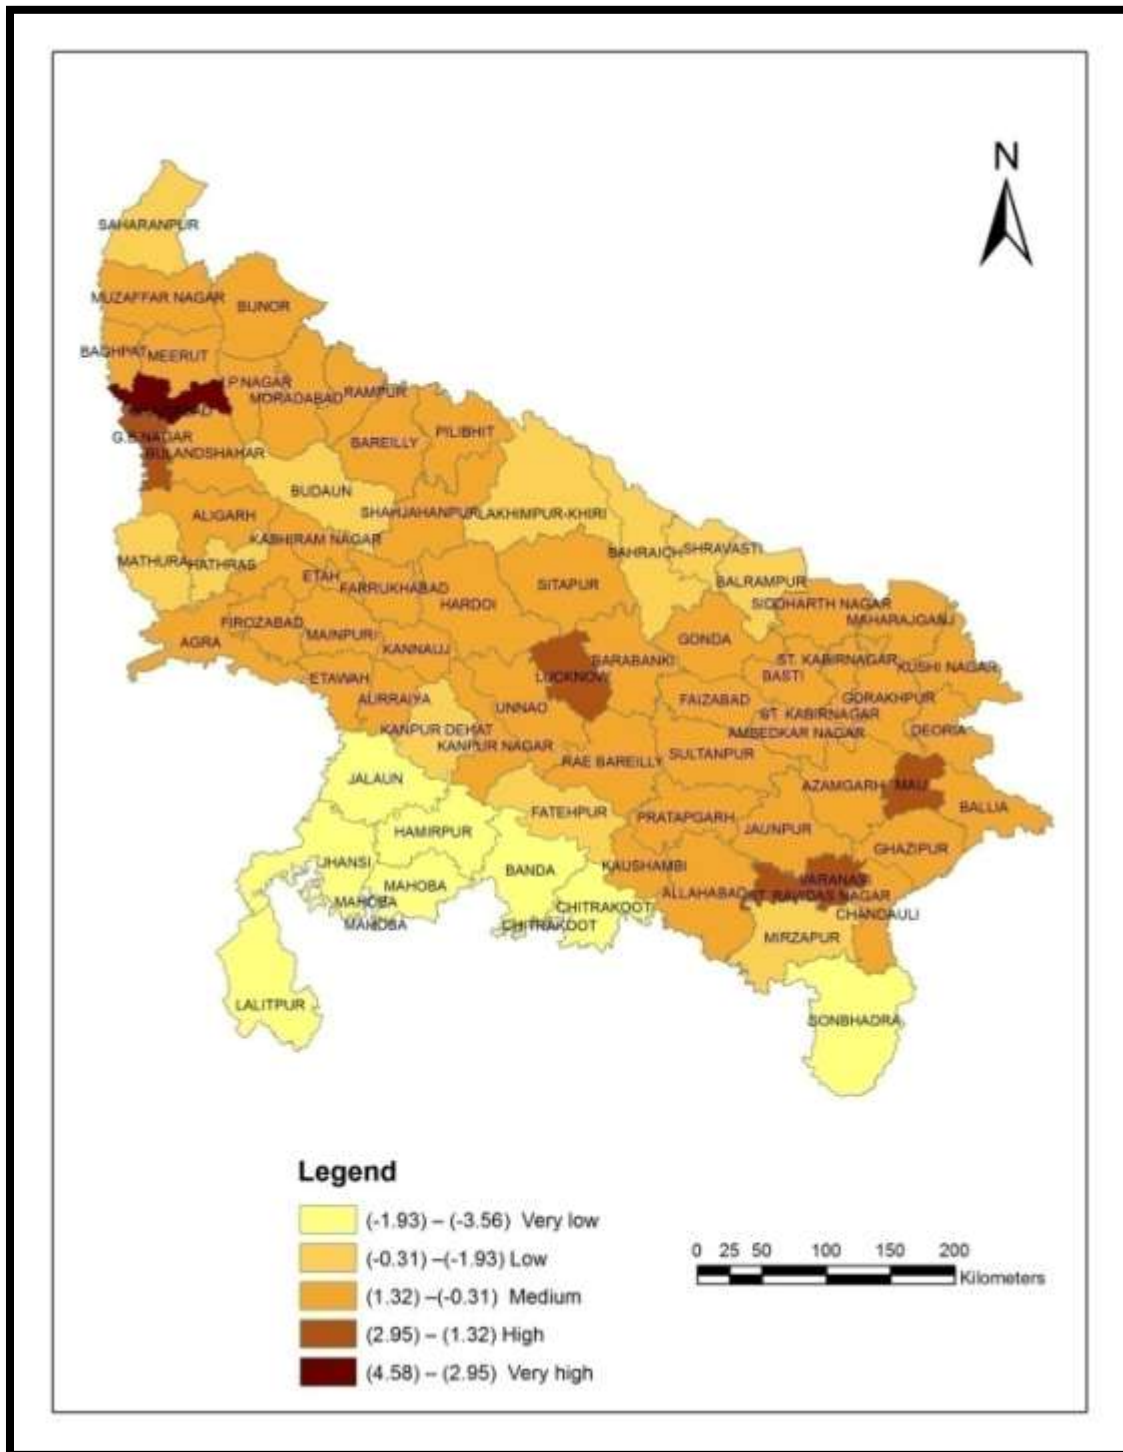 N
SAHARANPUR
MUZAFFAR NAGAR
BIJNOR
BAGHPAT
MEERUT
J.P.NAGAR
MORADABAD
RAMPUR
G.B.NAGAR
BULANDSHAHAR
BAREILLY
PILIBHIT
BUDAUN
ALIGARH
SHAHJAHANPUR
LAKHIMPUR-KHIRI
KASHIRAM NAGAR
MATHURA
HATHRAS
BAHRAICH
SHRAVASTI
ETAH
FARRUKHABAD
HARDOI
SITAPUR
BALRAMPUR
SIDDHARTH NAGAR
MAHARAJGANJ
FIROZABAD
AGRA
MAINPURI
KANNAUJ
GONDA
BARABANKI
ST. KABIRNAGAR
KUSHI NAGAR
ETAWAH
LUCKNOW
BASTI
AURRAIYA
UNNAO
FAIZABAD
GORAKHPUR
ST. KABIRNAGAR
KANPUR DEHAT
AMBEDKAR NAGAR
DEORIA
KANPUR NAGAR
RAE BAREILLY
SULTANPUR
JALAUN
AZAMGARH
MAU
BALLIA
FATEHPUR
PRATAPGARH
HAMIRPUR
JAUNPUR
GHAZIPUR
JHANSI
BANDA
KAUSHAMBI
MAHOBA
VARANASI
ALLAHABAD
ST. RAVIDAS NAGAR
MAHOBA
CHITRAKOOT
CHANDAULI
MAHOBA
CHITRAKOOT
MIRZAPUR
LALITPUR
SONBHADRA
Legend
(-1.93) – (-3.56) Very low
(-0.31) –(-1.93) Low
(1.32) –(-0.31) Medium
(2.95) – (1.32) High
(4.58) – (2.95) Very high
0 25 50 100 150 200
Kilometers